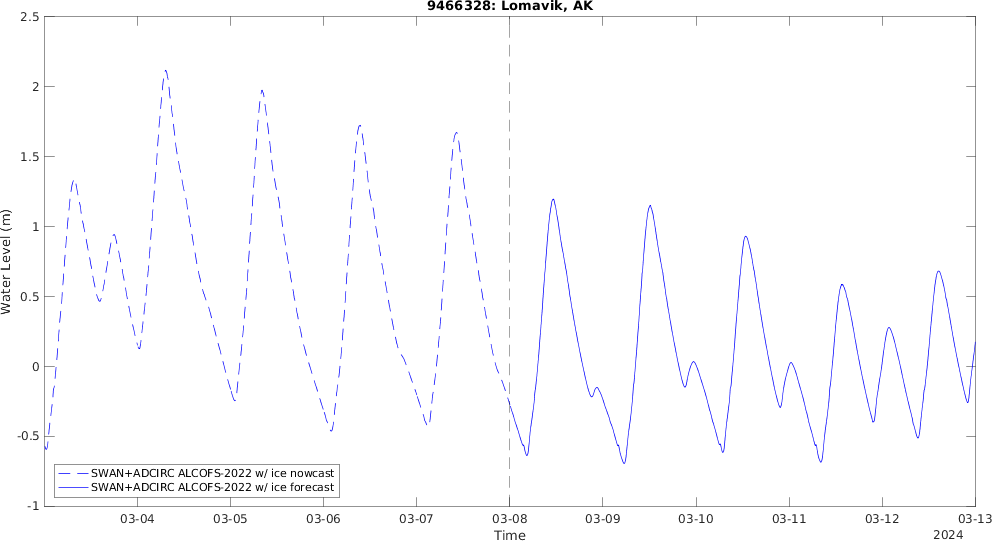 9466328: Lomavik, AK
2.5
2
1.5
1
0.5
0
-0.5
-1
Water Level (m)
SWAN+ADCIRC ALCOFS-2022 w/ ice nowcast
SWAN+ADCIRC ALCOFS-2022 w/ ice forecast
03-04 03-05 03-06 03-07 03-08 03-09 03-10 03-11 03-12 03-13
Time
2024